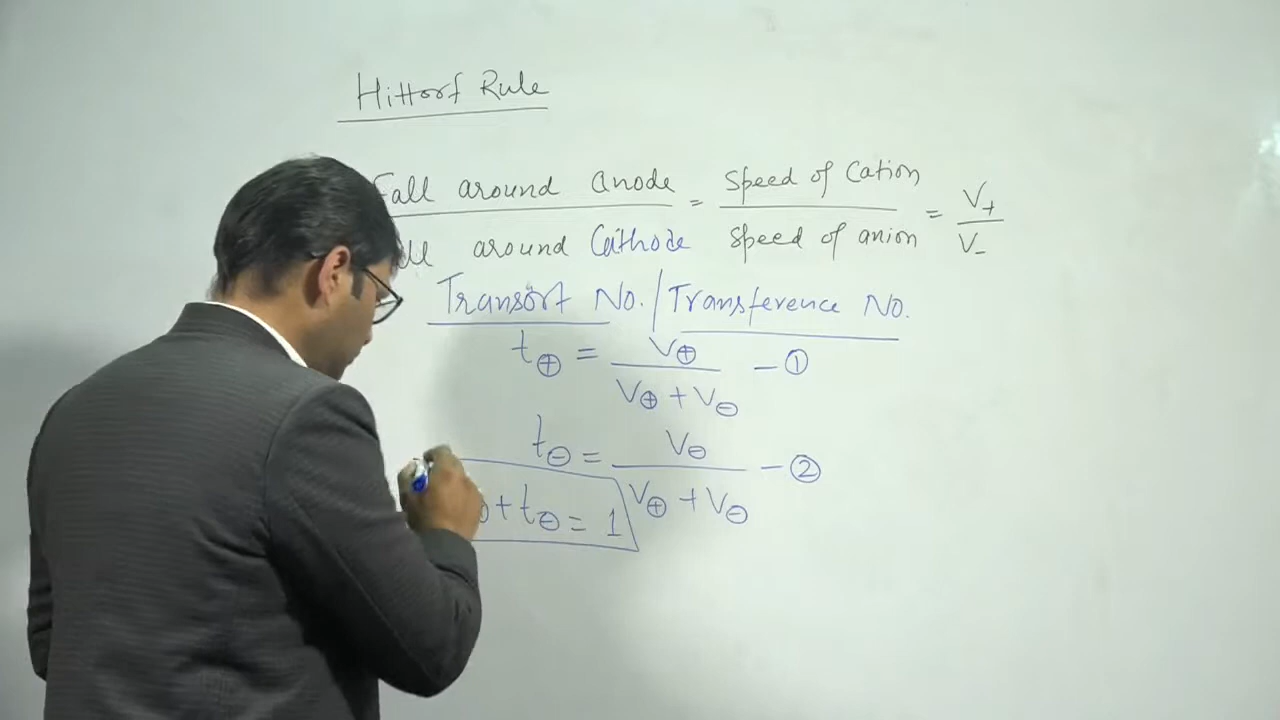 Hittorf Rule
Fall around anode = Speed of Cation = V+
around Cathode Speed of anion V-
Transort No. / Transference No.
t⊕ = V⊕ - ①
V⊕ + V⊖
t⊖ = V⊖ - ②
V⊕ + V⊖
+ t⊖ = 1